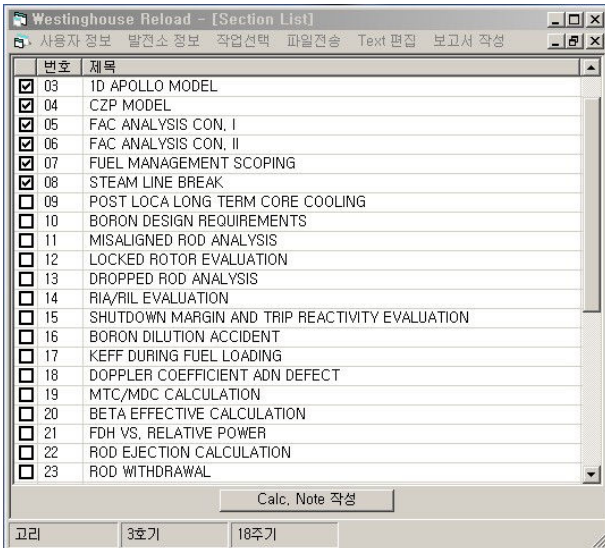 Westinghouse Reload - [Section List]
사용자 정보 발전소 정보 작업선택 파일전송 Text 편집 보고서 작성
번호 제목
03 1D APOLLO MODEL
04 CZP MODEL
05 FAC ANALYSIS CON, I
06 FAC ANALYSIS CON, II
07 FUEL MANAGEMENT SCOPING
08 STEAM LINE BREAK
09 POST LOCA LONG TERM CORE COOLING
10 BORON DESIGN REQUIREMENTS
11 MISALIGNED ROD ANALYSIS
12 LOCKED ROTOR EVALUATION
13 DROPPED ROD ANALYSIS
14 RIA/RIL EVALUATION
15 SHUTDOWN MARGIN AND TRIP REACTIVITY EVALUATION
16 BORON DILUTION ACCIDENT
17 KEFF DURING FUEL LOADING
18 DOPPLER COEFFICIENT ADN DEFECT
19 MTC/MDC CALCULATION
20 BETA EFFECTIVE CALCULATION
21 FDH VS, RELATIVE POWER
22 ROD EJECTION CALCULATION
23 ROD WITHDRAWAL
Calc, Note 작성
고리 3호기 18주기